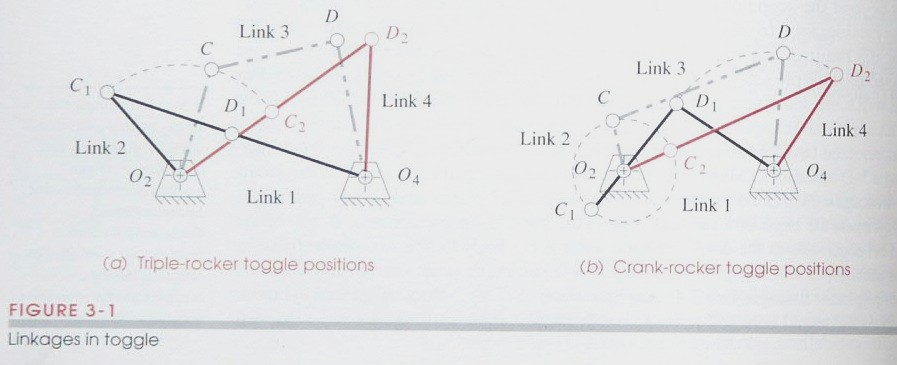 D
Link 3
D2
C
C1
D1
C2
Link 4
Link 2
O2
O4
Link 1
(a) Triple-rocker toggle positions
D
Link 3
D2
C
D1
Link 2
Link 4
O2
C2
O4
C1
Link 1
(b) Crank-rocker toggle positions
FIGURE 3-1
Linkages in toggle